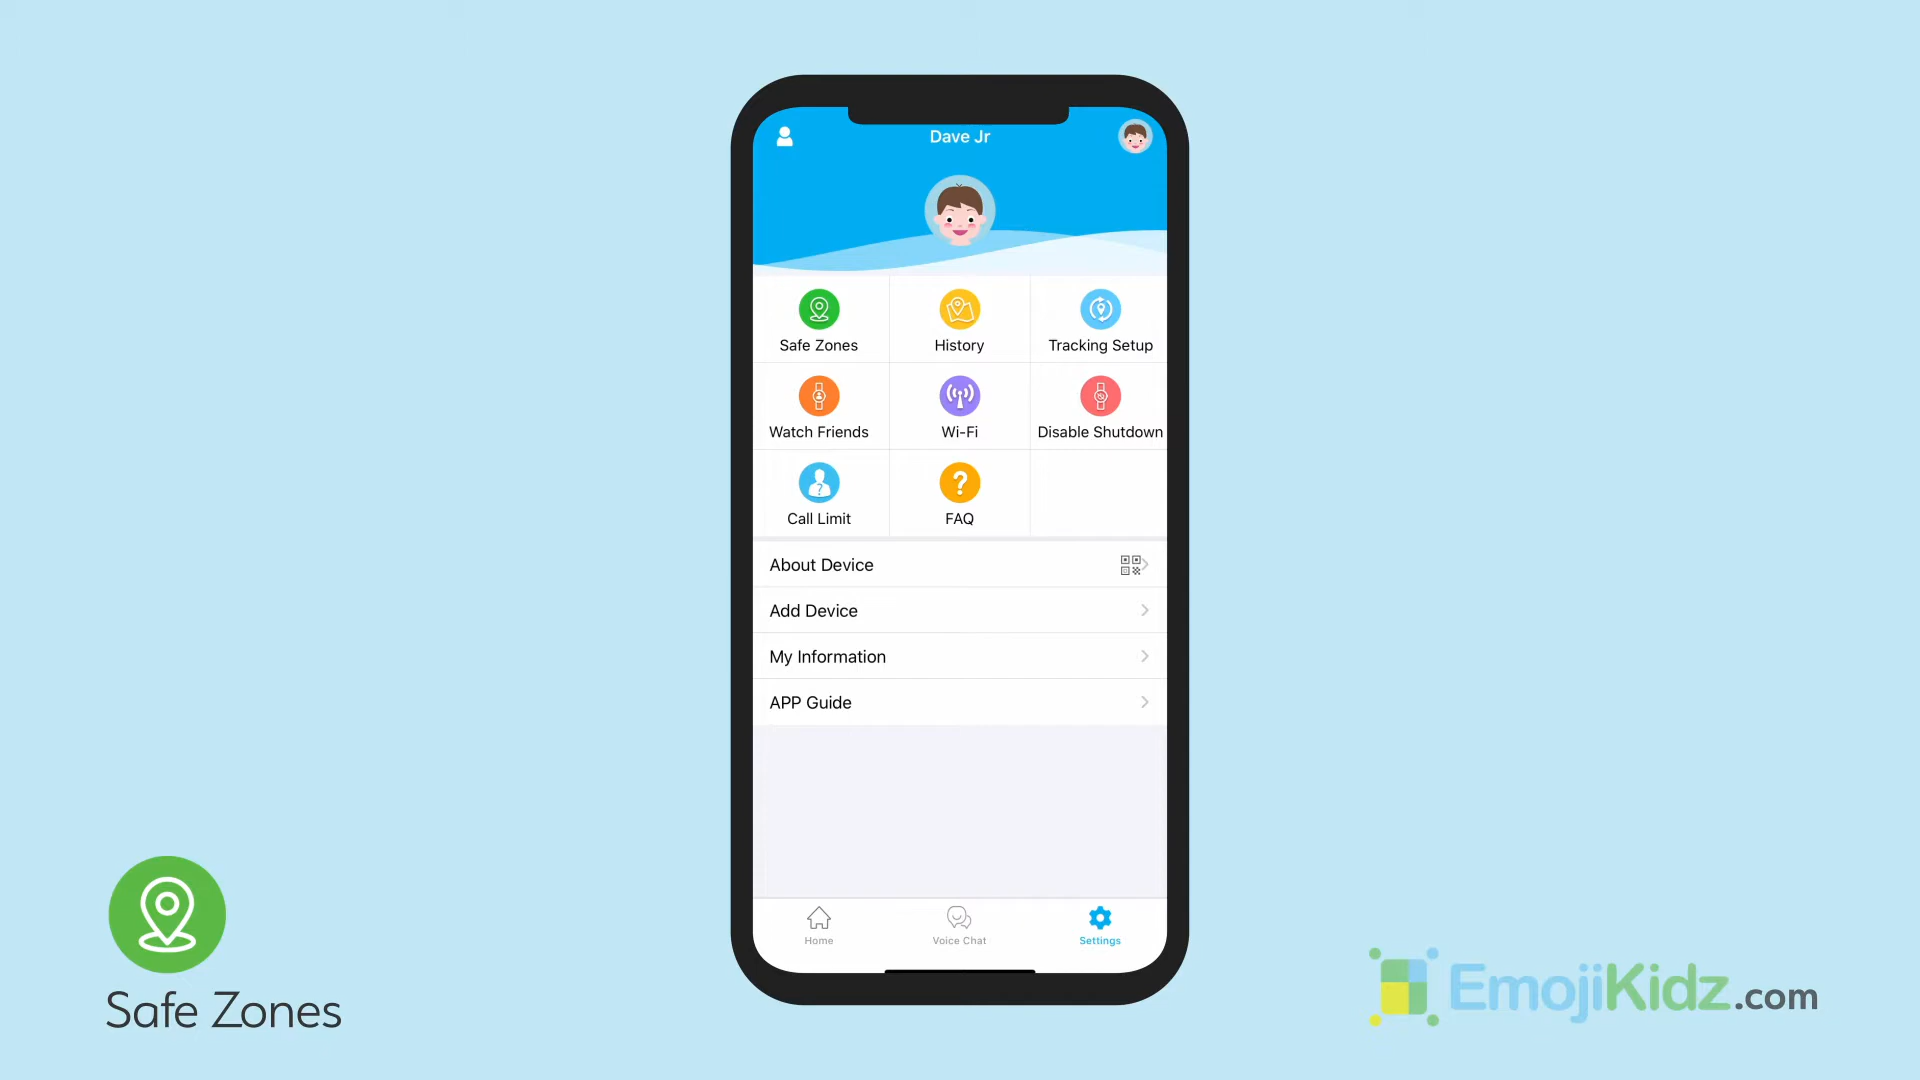 Dave Jr
Safe Zones
History
Tracking Setup
Watch Friends
Wi-Fi
Disable Shutdown
Call Limit
?
FAQ
About Device
Add Device
My Information
APP Guide
Home
Voice Chat
Settings
Safe Zones
EmojiKidz.com